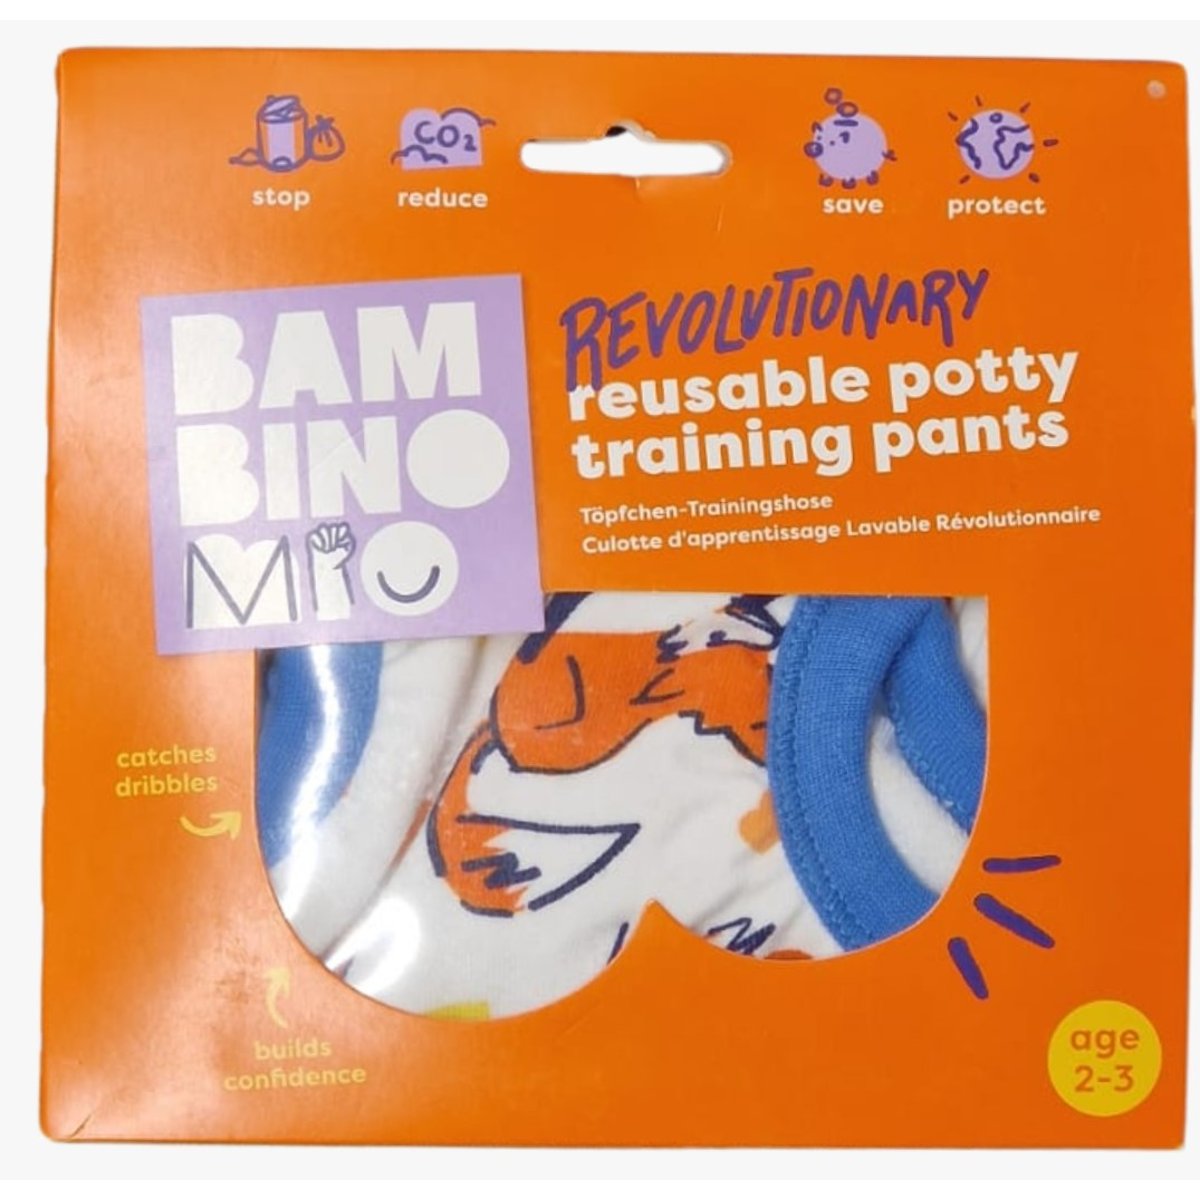 stop
CO₂
reduce
save
protect
BAM
BINO
MIO
REVOLUTIONARY
reusable potty
training pants
Töpfchen-Trainingshose
Culotte d'apprentissage Lavable Révolutionnaire
catches
dribbles
builds
confidence
age
2-3